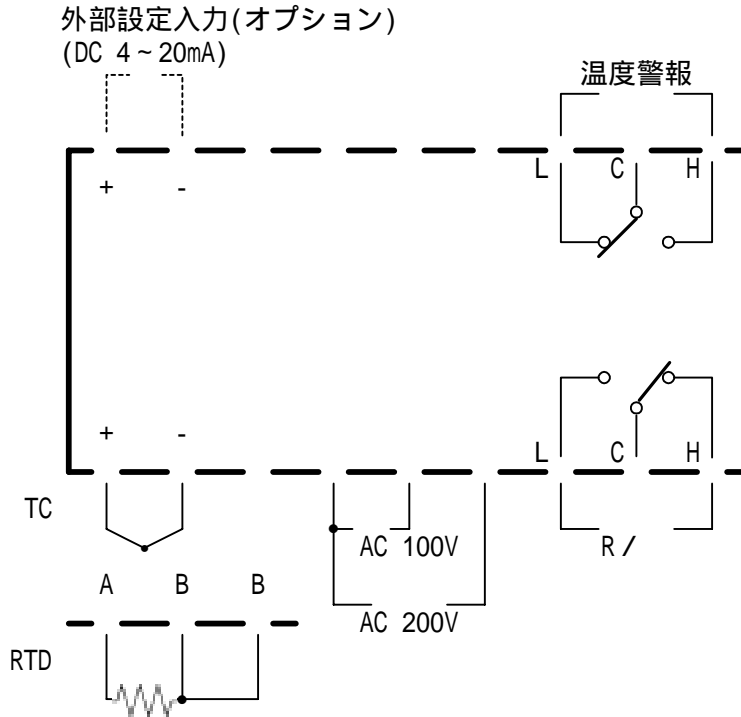 外部設定入力(オプション)
(DC 4～20mA)
温度警報
L C H
+ -
+ -
L C H
TC
AC 100V
R /
A B B
AC 200V
RTD